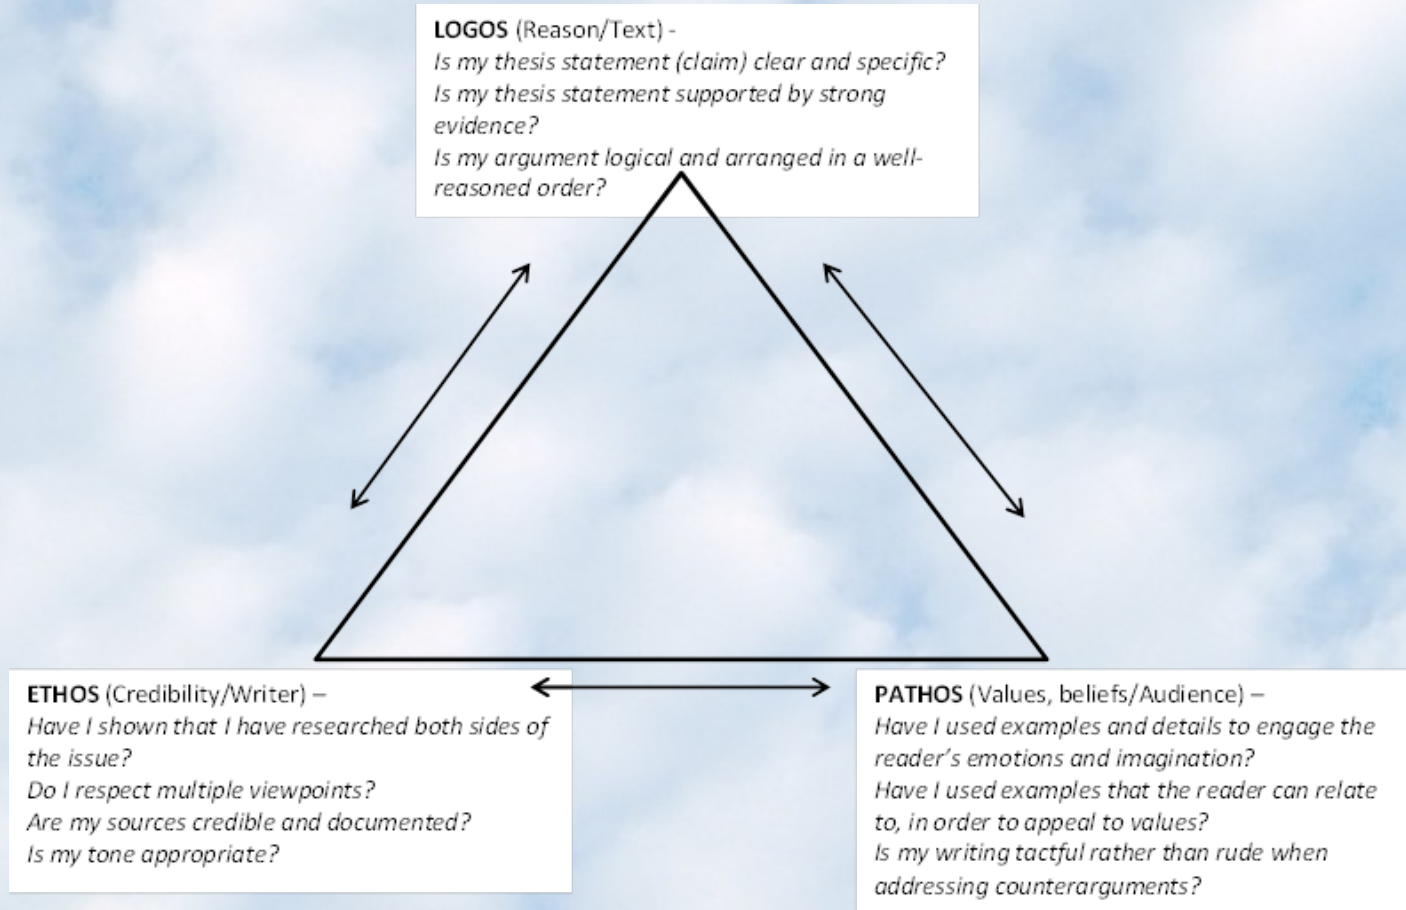 LOGOS (Reason/Text) -
Is my thesis statement (claim) clear and specific?
Is my thesis statement supported by strong
evidence?
Is my argument logical and arranged in a well-
reasoned order?
ETHOS (Credibility/Writer) –
Have I shown that I have researched both sides of
the issue?
Do I respect multiple viewpoints?
Are my sources credible and documented?
Is my tone appropriate?
PATHOS (Values, beliefs/Audience) –
Have I used examples and details to engage the
reader’s emotions and imagination?
Have I used examples that the reader can relate
to, in order to appeal to values?
Is my writing tactful rather than rude when
addressing counterarguments?